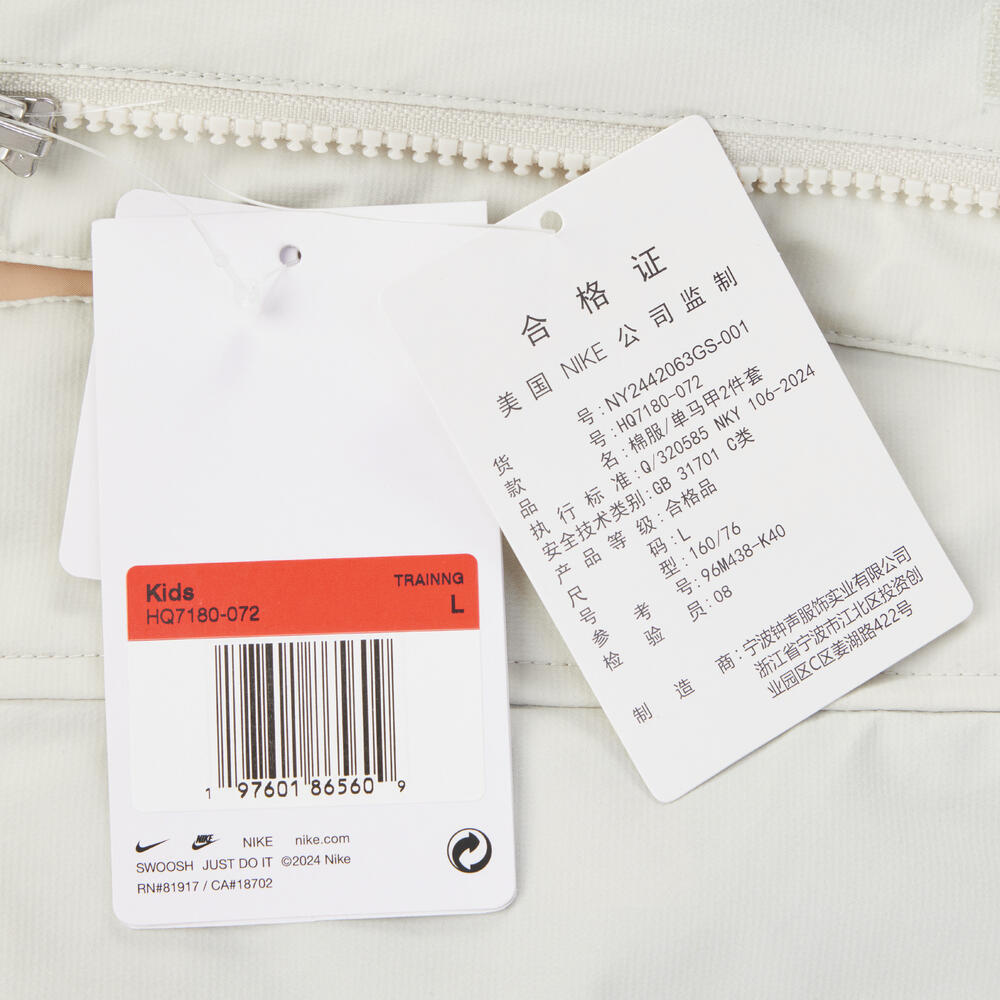 Kids
TRAINNG
HQ7180-072
L
1 97601 86560 9
NIKE NIKE nike.com
SWOOSH JUST DO IT ©2024 Nike
RN#81917 / CA#18702
合格证
美国 NIKE 公司监制
货号:NY2442063GS-001
款号:HQ7180-072
品名:棉服/单马甲2件套
执行标准:Q/320585 NKY 106-2024
安全技术类别:GB 31701 C类
产品等级:合格品
尺码:L
号型:160/76
参考号:96M438-K40
检验员:08
制造商:宁波钟声服饰实业有限公司
浙江省宁波市江北区投资创
业园区C区姜湖路422号